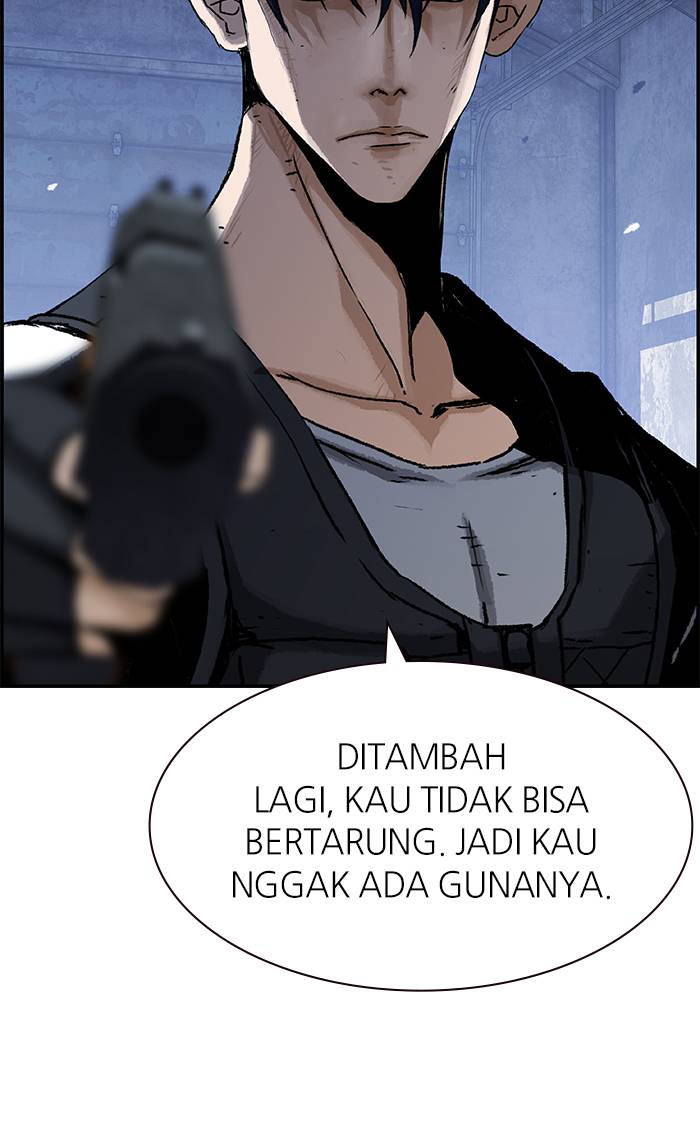 DITAMBAH
LAGI, KAU TIDAK BISA
BERTARUNG. JADI KAU
NGGAK ADA GUNANYA.